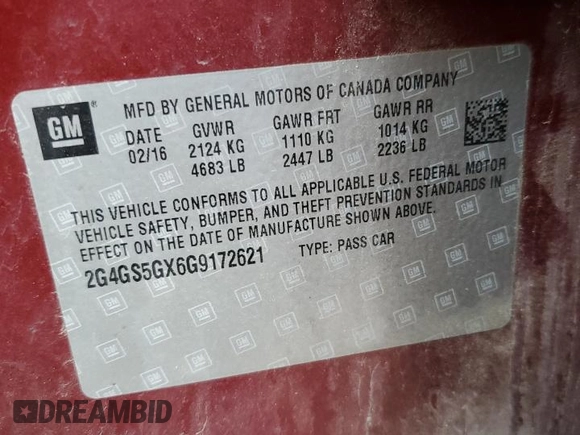 GM
®
MFD BY GENERAL MOTORS OF CANADA COMPANY
DATE GVWR GAWR FRT GAWR RR
02/16 2124 KG 1110 KG 1014 KG
4683 LB 2447 LB 2236 LB
THIS VEHICLE CONFORMS TO ALL APPLICABLE U.S. FEDERAL MOTOR
VEHICLE SAFETY, BUMPER, AND THEFT PREVENTION STANDARDS IN
EFFECT ON THE DATE OF MANUFACTURE SHOWN ABOVE.
2G4GS5GX6G9172621 TYPE: PASS CAR
DREAMBID